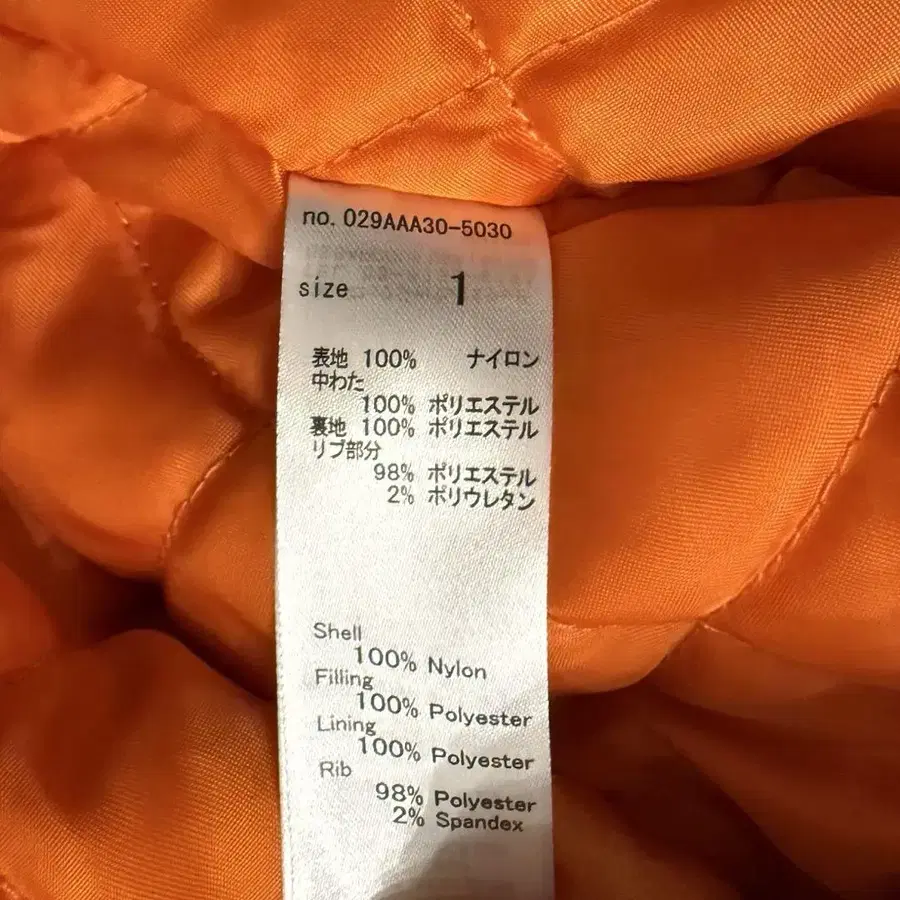 no. 029AAA30-5030
size 1
表地 100% ナイロン
中わた
100% ポリエステル
裏地 100% ポリエステル
リブ部分
98% ポリエステル
2% ポリウレタン
Shell
100% Nylon
Filling
100% Polyester
Lining
100% Polyester
Rib
98% Polyester
2% Spandex